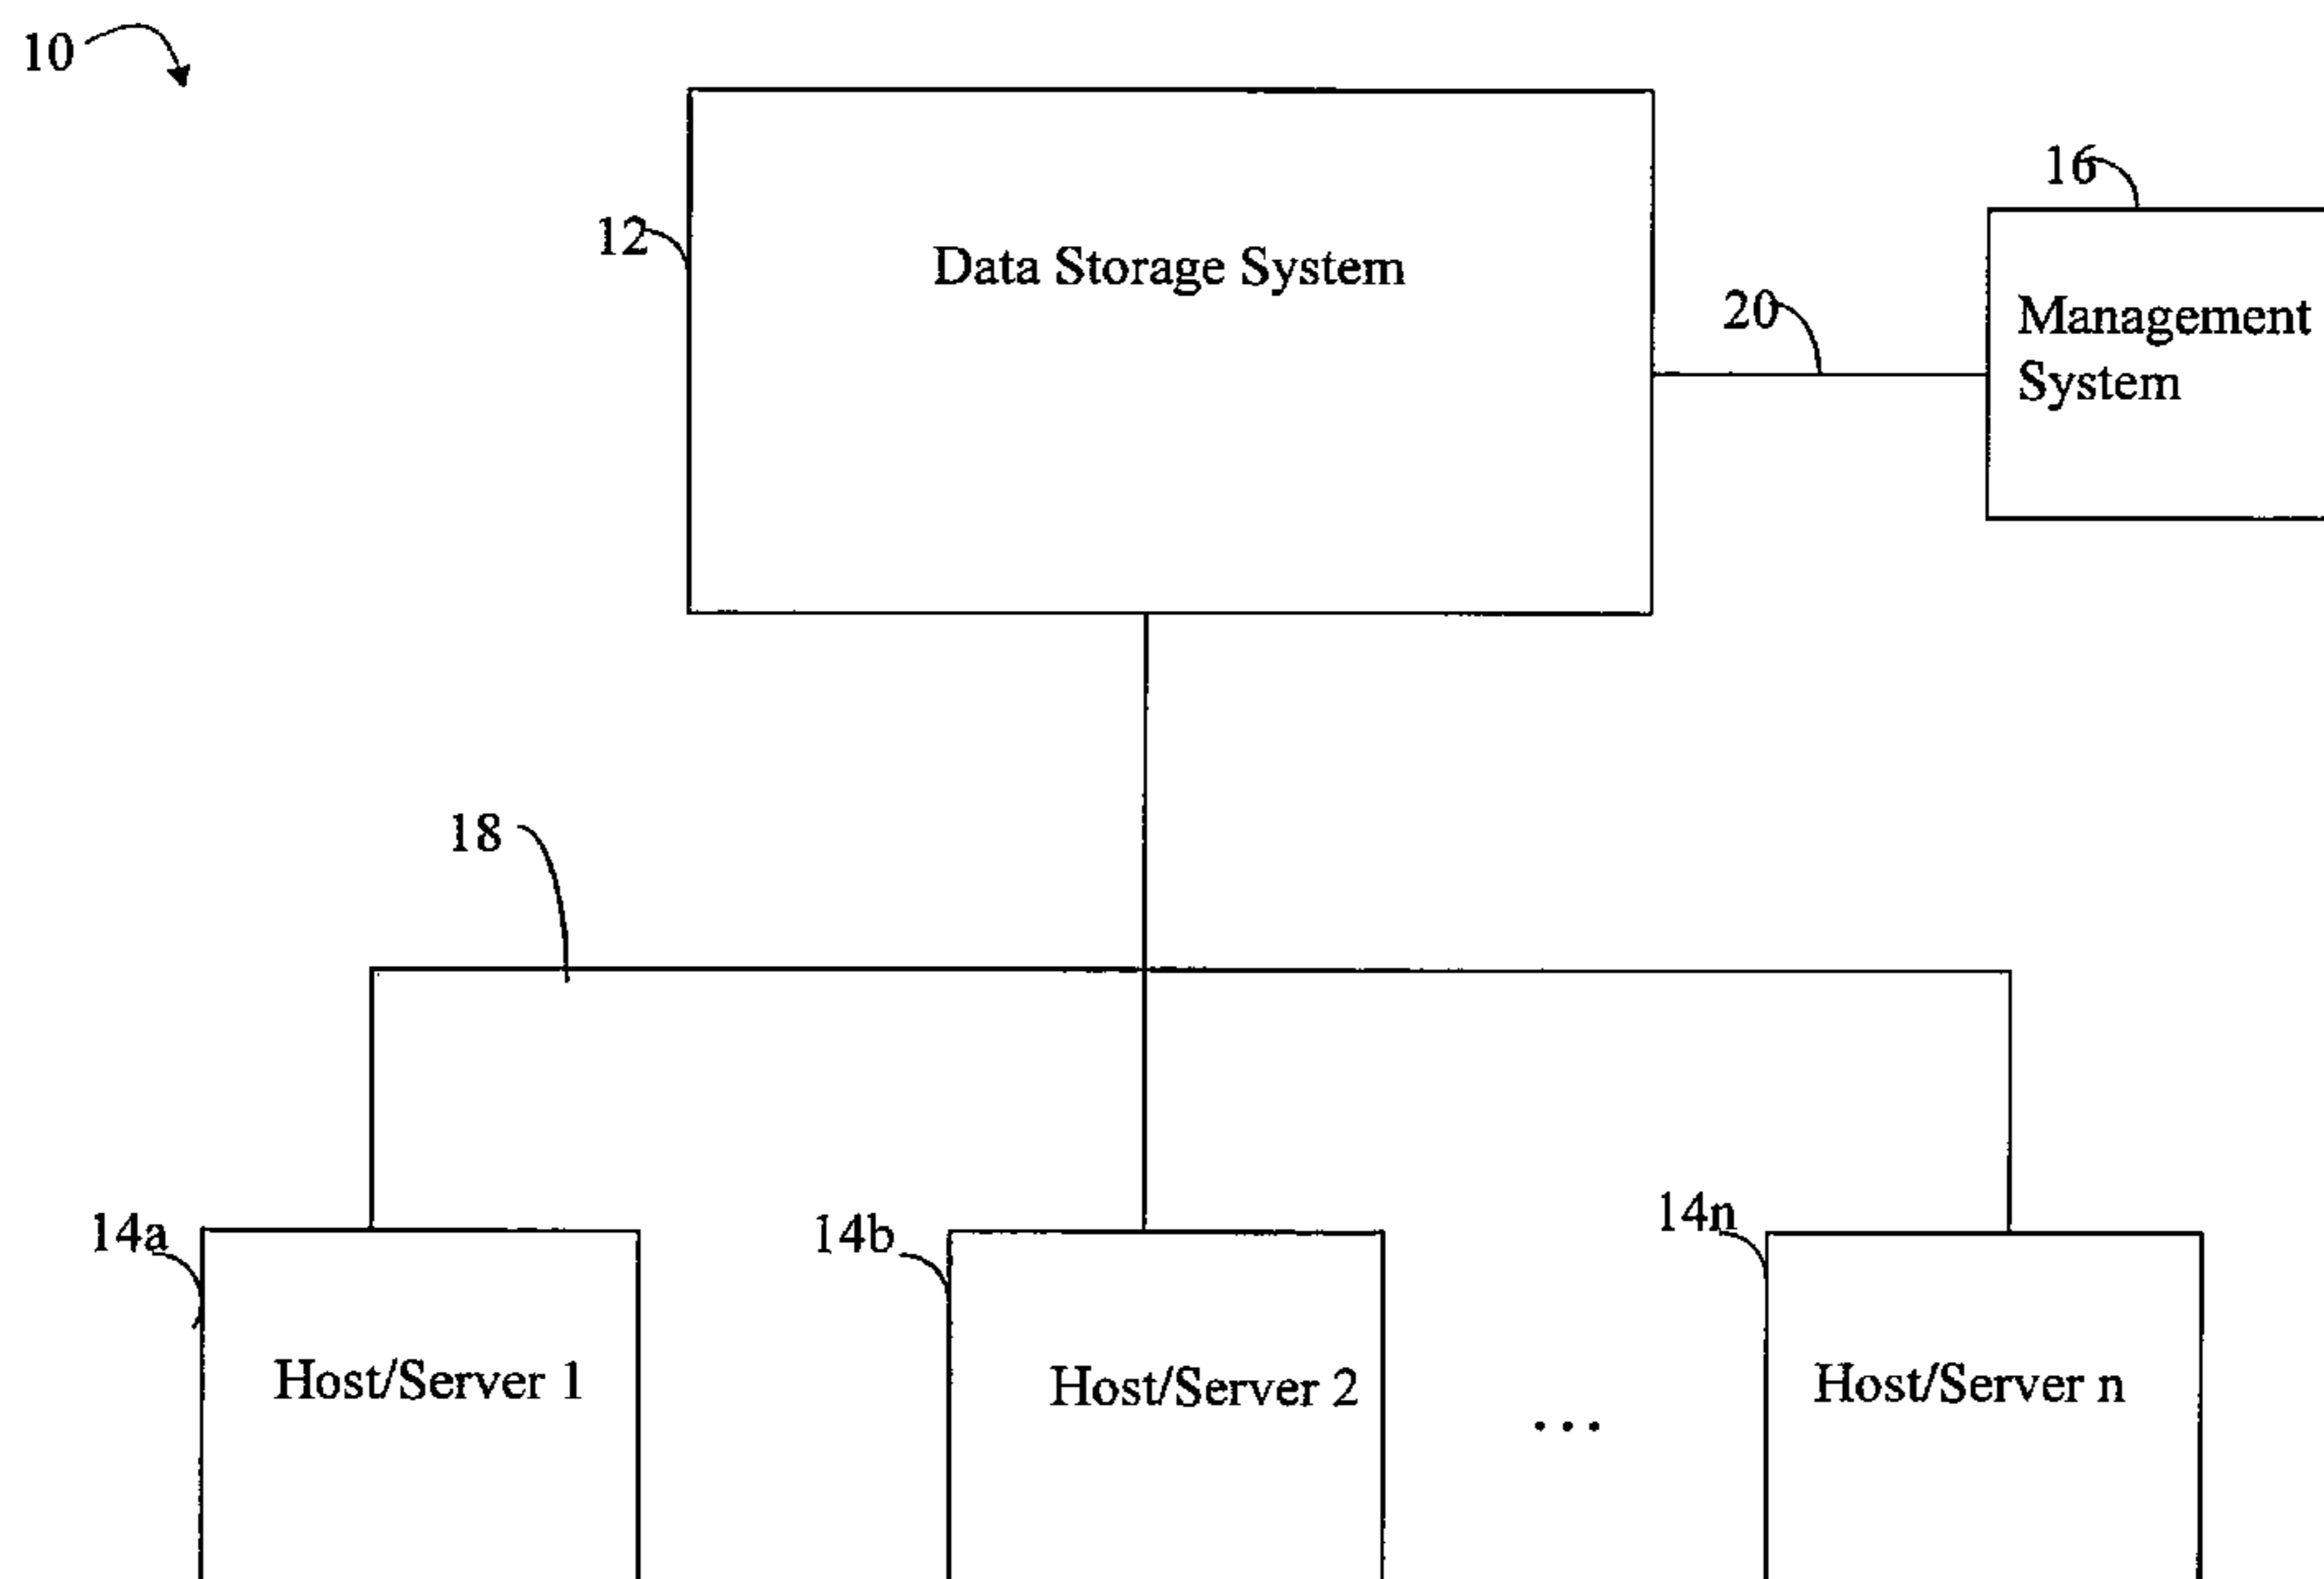 10
16
12
Data Storage System
20
Management
System
18
14a
14b
14n
Host/Server 1
Host/Server 2
...
Host/Server n